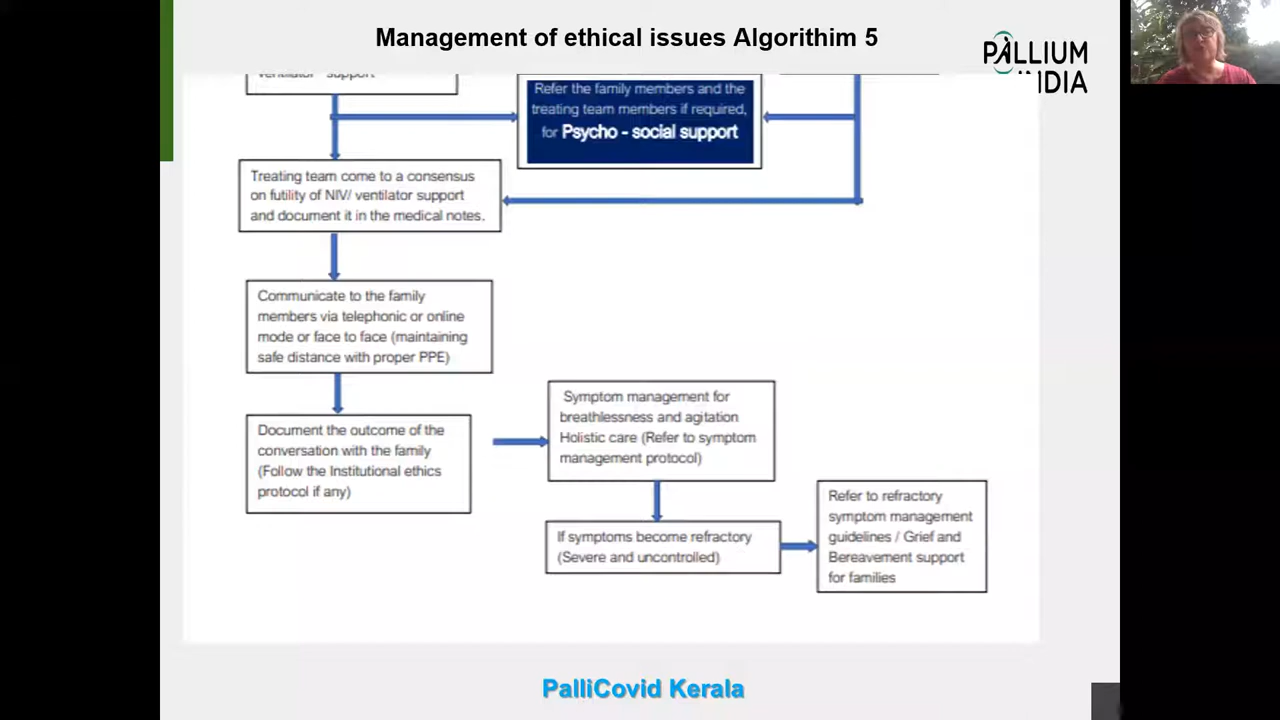 Management of ethical issues Algorithim 5
PALLIUM
INDIA
ventilator support
Refer the family members and the
treating team members if required,
for Psycho - social support
Treating team come to a consensus
on futility of NIV/ ventilator support
and document it in the medical notes.
Communicate to the family
members via telephonic or online
mode or face to face (maintaining
safe distance with proper PPE)
Document the outcome of the
conversation with the family
(Follow the Institutional ethics
protocol if any)
Symptom management for
breathlessness and agitation
Holistic care (Refer to symptom
management protocol)
If symptoms become refractory
(Severe and uncontrolled)
Refer to refractory
symptom management
guidelines / Grief and
Bereavement support
for families
PalliCovid Kerala